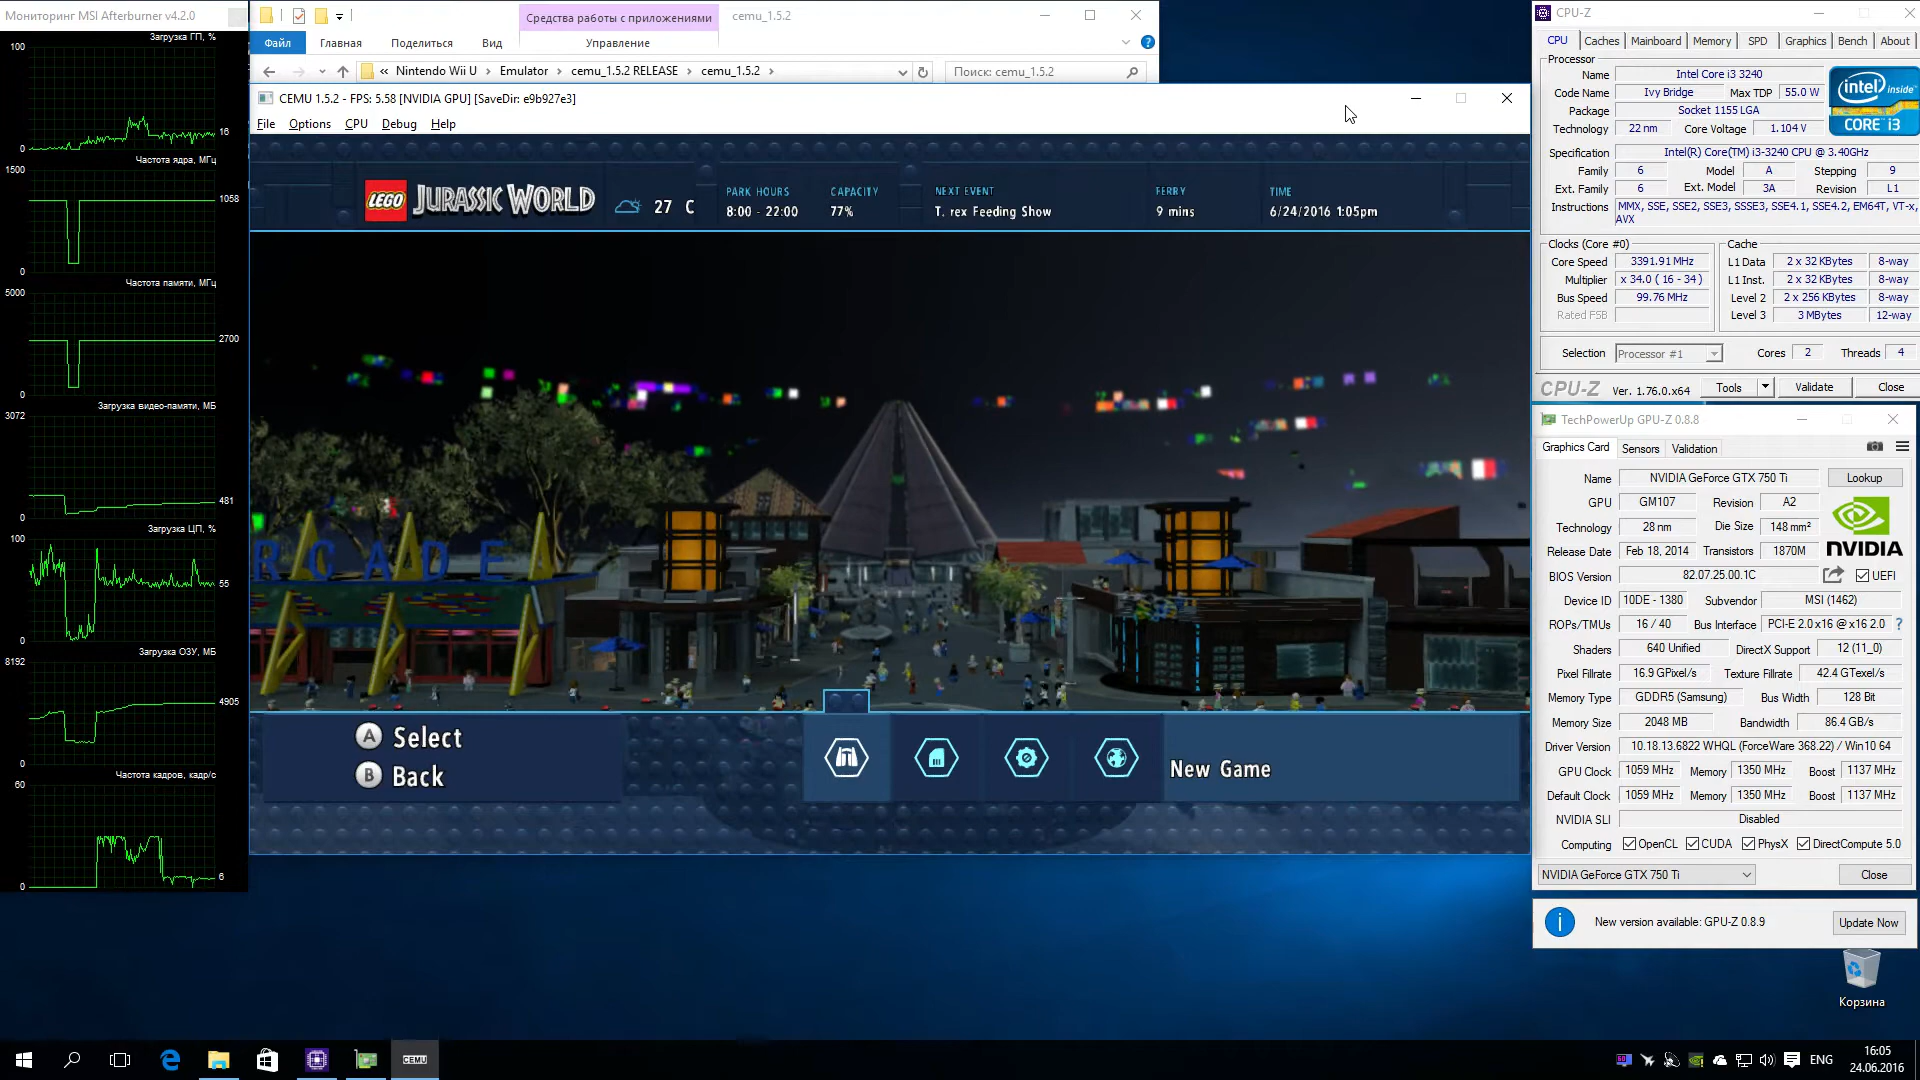 Мониторинг MSI Afterburner v4.2.0
Загрузка ГП, %
100
16
0
Частота ядра, МГц
1500
1058
0
Частота памяти, МГц
5000
2700
0
Загрузка видео-памяти, МБ
3072
481
0
Загрузка ЦП, %
100
55
0
Загрузка ОЗУ, МБ
8192
4905
0
Частота кадров, кадр/с
60
6
0
Средства работы с приложениями
cemu_1.5.2
Файл
Главная
Поделиться
Вид
Управление
« Nintendo Wii U
Emulator
cemu_1.5.2 RELEASE
cemu_1.5.2
Поиск: cemu_1.5.2
CEMU 1.5.2 - FPS: 5.58 [NVIDIA GPU] [SaveDir: e9b927e3]
File Options CPU Debug Help
LEGO JURASSIC WORLD
27 C
PARK HOURS
8:00 - 22:00
CAPACITY
77%
NEXT EVENT
T. rex Feeding Show
FERRY
9 mins
TIME
6/24/2016 1:05pm
ARCADE
A Select
B Back
New Game
CPU-Z
CPU Caches Mainboard Memory SPD Graphics Bench About
Processor
Name Intel Core i3 3240
Code Name Ivy Bridge Max TDP 55.0 W
Package Socket 1155 LGA
Technology 22 nm Core Voltage 1.104 V
intel inside™
CORE i3
Specification Intel(R) Core(TM) i3-3240 CPU @ 3.40GHz
Family 6 Model A Stepping 9
Ext. Family 6 Ext. Model 3A Revision L1
Instructions MMX, SSE, SSE2, SSE3, SSSE3, SSE4.1, SSE4.2, EM64T, VT-x,
AVX
Clocks (Core #0)
Core Speed 3391.91 MHz
Multiplier x 34.0 ( 16 - 34 )
Bus Speed 99.76 MHz
Rated FSB
Cache
L1 Data 2 x 32 KBytes 8-way
L1 Inst. 2 x 32 KBytes 8-way
Level 2 2 x 256 KBytes 8-way
Level 3 3 MBytes 12-way
Selection Processor #1 Cores 2 Threads 4
CPU-Z Ver. 1.76.0.x64 Tools Validate Close
TechPowerUp GPU-Z 0.8.8
Graphics Card Sensors Validation
Name NVIDIA GeForce GTX 750 Ti Lookup
GPU GM107 Revision A2
Technology 28 nm Die Size 148 mm²
Release Date Feb 18, 2014 Transistors 1870M
NVIDIA
BIOS Version 82.07.25.00.1C UEFI
Device ID 10DE - 1380 Subvendor MSI (1462)
ROPs/TMUs 16 / 40 Bus Interface PCI-E 2.0 x16 @ x16 2.0 ?
Shaders 640 Unified DirectX Support 12 (11_0)
Pixel Fillrate 16.9 GPixel/s Texture Fillrate 42.4 GTexel/s
Memory Type GDDR5 (Samsung) Bus Width 128 Bit
Memory Size 2048 MB Bandwidth 86.4 GB/s
Driver Version 10.18.13.6822 WHQL (ForceWare 368.22) / Win10 64
GPU Clock 1059 MHz Memory 1350 MHz Boost 1137 MHz
Default Clock 1059 MHz Memory 1350 MHz Boost 1137 MHz
NVIDIA SLI Disabled
Computing OpenCL CUDA PhysX DirectCompute 5.0
NVIDIA GeForce GTX 750 Ti Close
New version available: GPU-Z 0.8.9 Update Now
Корзина
CEMU
ENG
16:05
24.06.2016